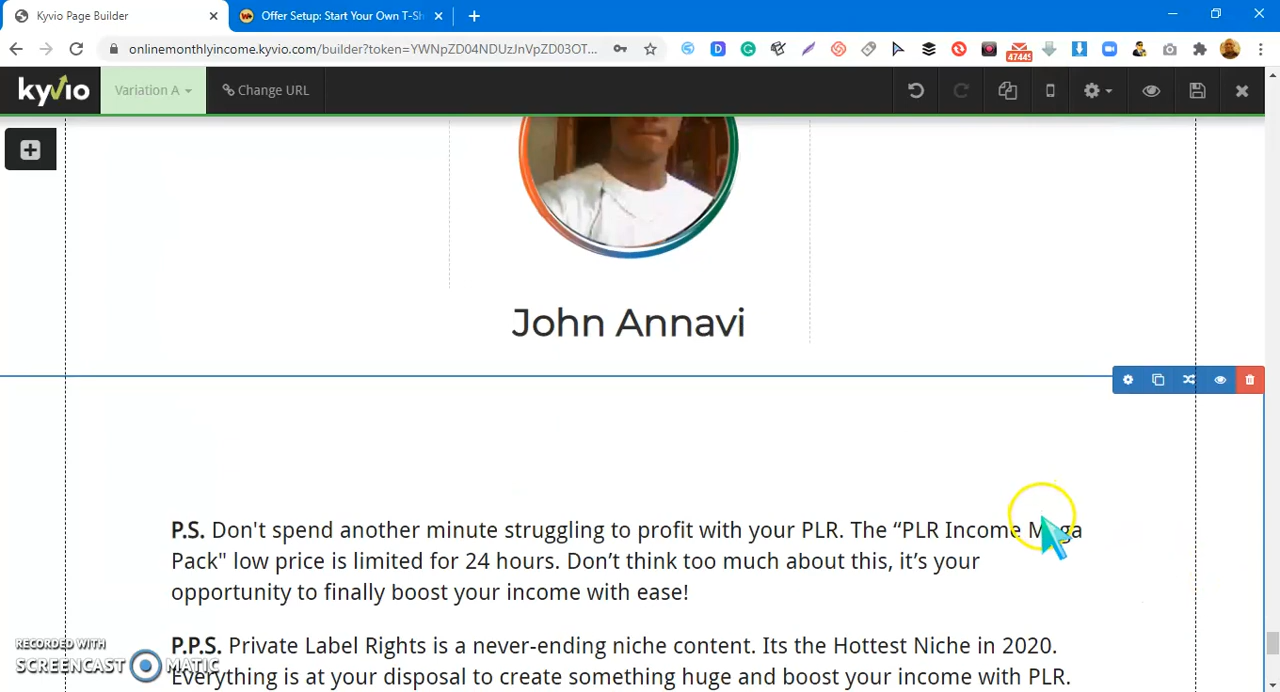 Kyvio Page Builder
Offer Setup: Start Your Own T-Sh
onlinemonthlyincome.kyvio.com/builder?token=YWNpZD04NDUzJnVpZD03OT...
47449
kyvio
Variation A
Change URL
John Annavi
P.S. Don't spend another minute struggling to profit with your PLR. The “PLR Income Mega
Pack" low price is limited for 24 hours. Don’t think too much about this, it’s your
opportunity to finally boost your income with ease!
P.P.S. Private Label Rights is a never-ending niche content. Its the Hottest Niche in 2020.
Everything is at your disposal to create something huge and boost your income with PLR.
RECORDED WITH
SCREENCAST MATIC